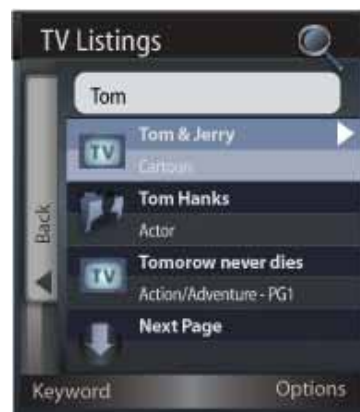 TV Listings
Tom
TV
Tom & Jerry
Cartoun
Tom Hanks
Actor
Back
TV
Tomorow never dies
Action/Adventure - PG1
Next Page
Keyword
Options